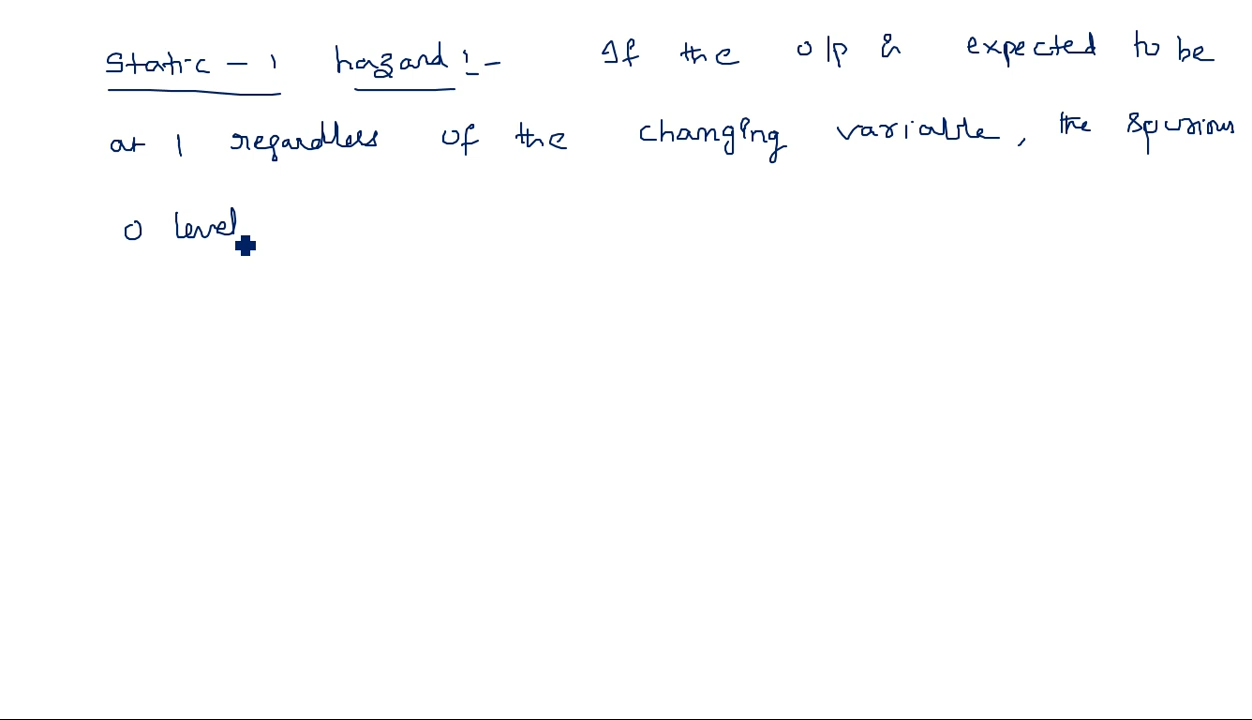 Static - 1 hazard :- If the o/p is expected to be
at 1 regardless of the changing variable, the spurious
0 level